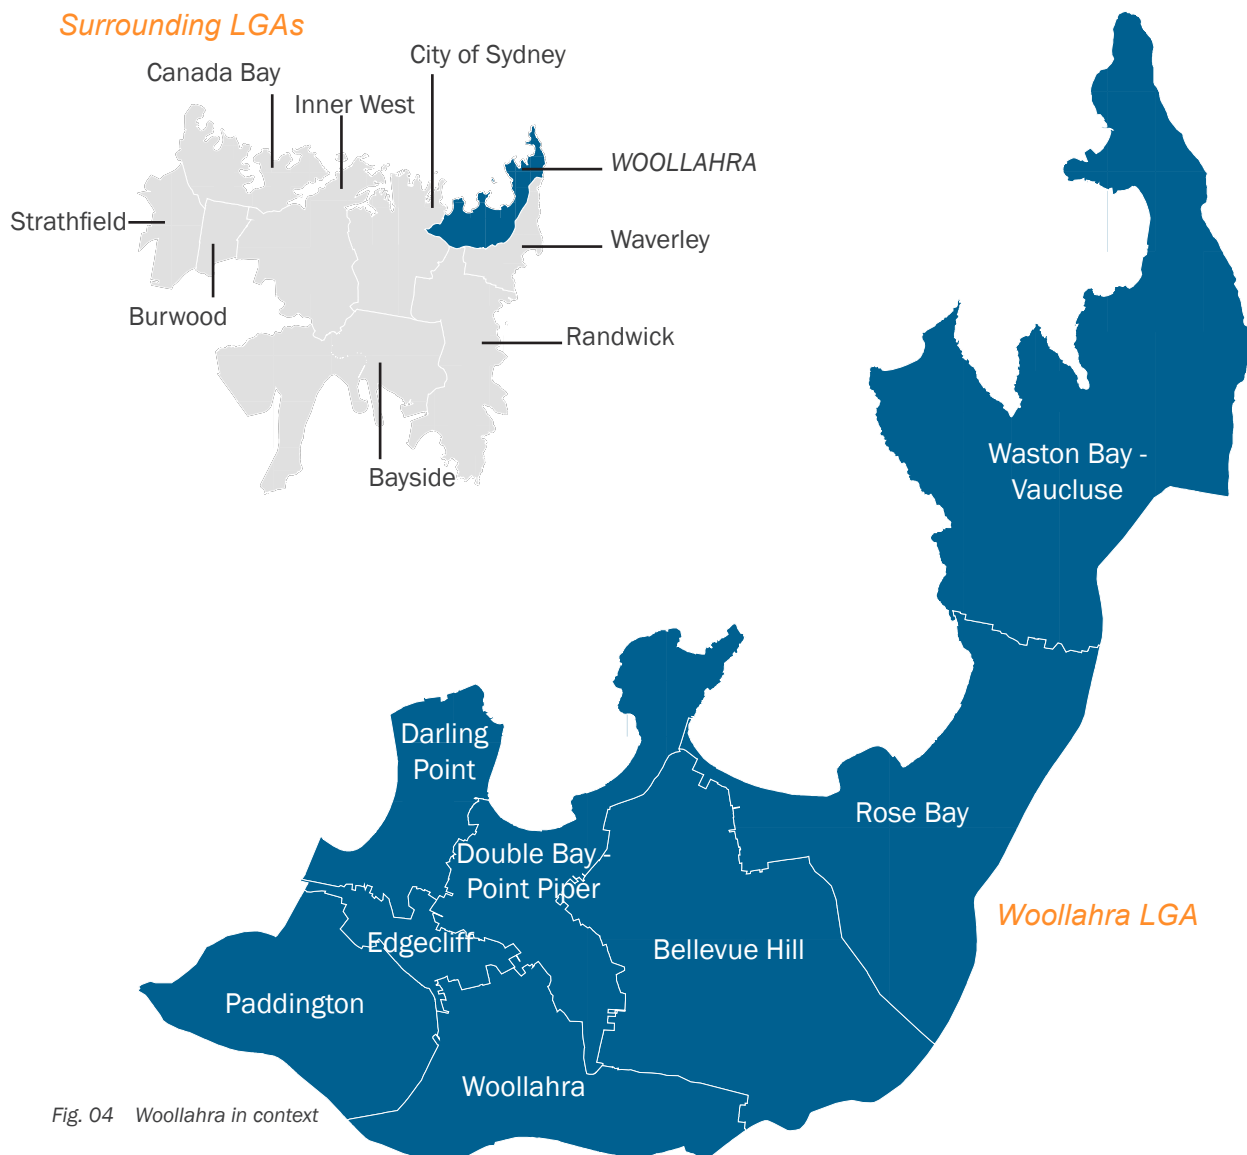 Surrounding LGAs
City of Sydney
Canada Bay
Inner West
WOOLLAHRA
Strathfield
Waverley
Burwood
Randwick
Bayside
Waston Bay -
Vaucluse
Darling
Point
Rose Bay
Double Bay -
Point Piper
Woollahra LGA
Edgecliff
Bellevue Hill
Paddington
Woollahra
Fig. 04 Woollahra in context